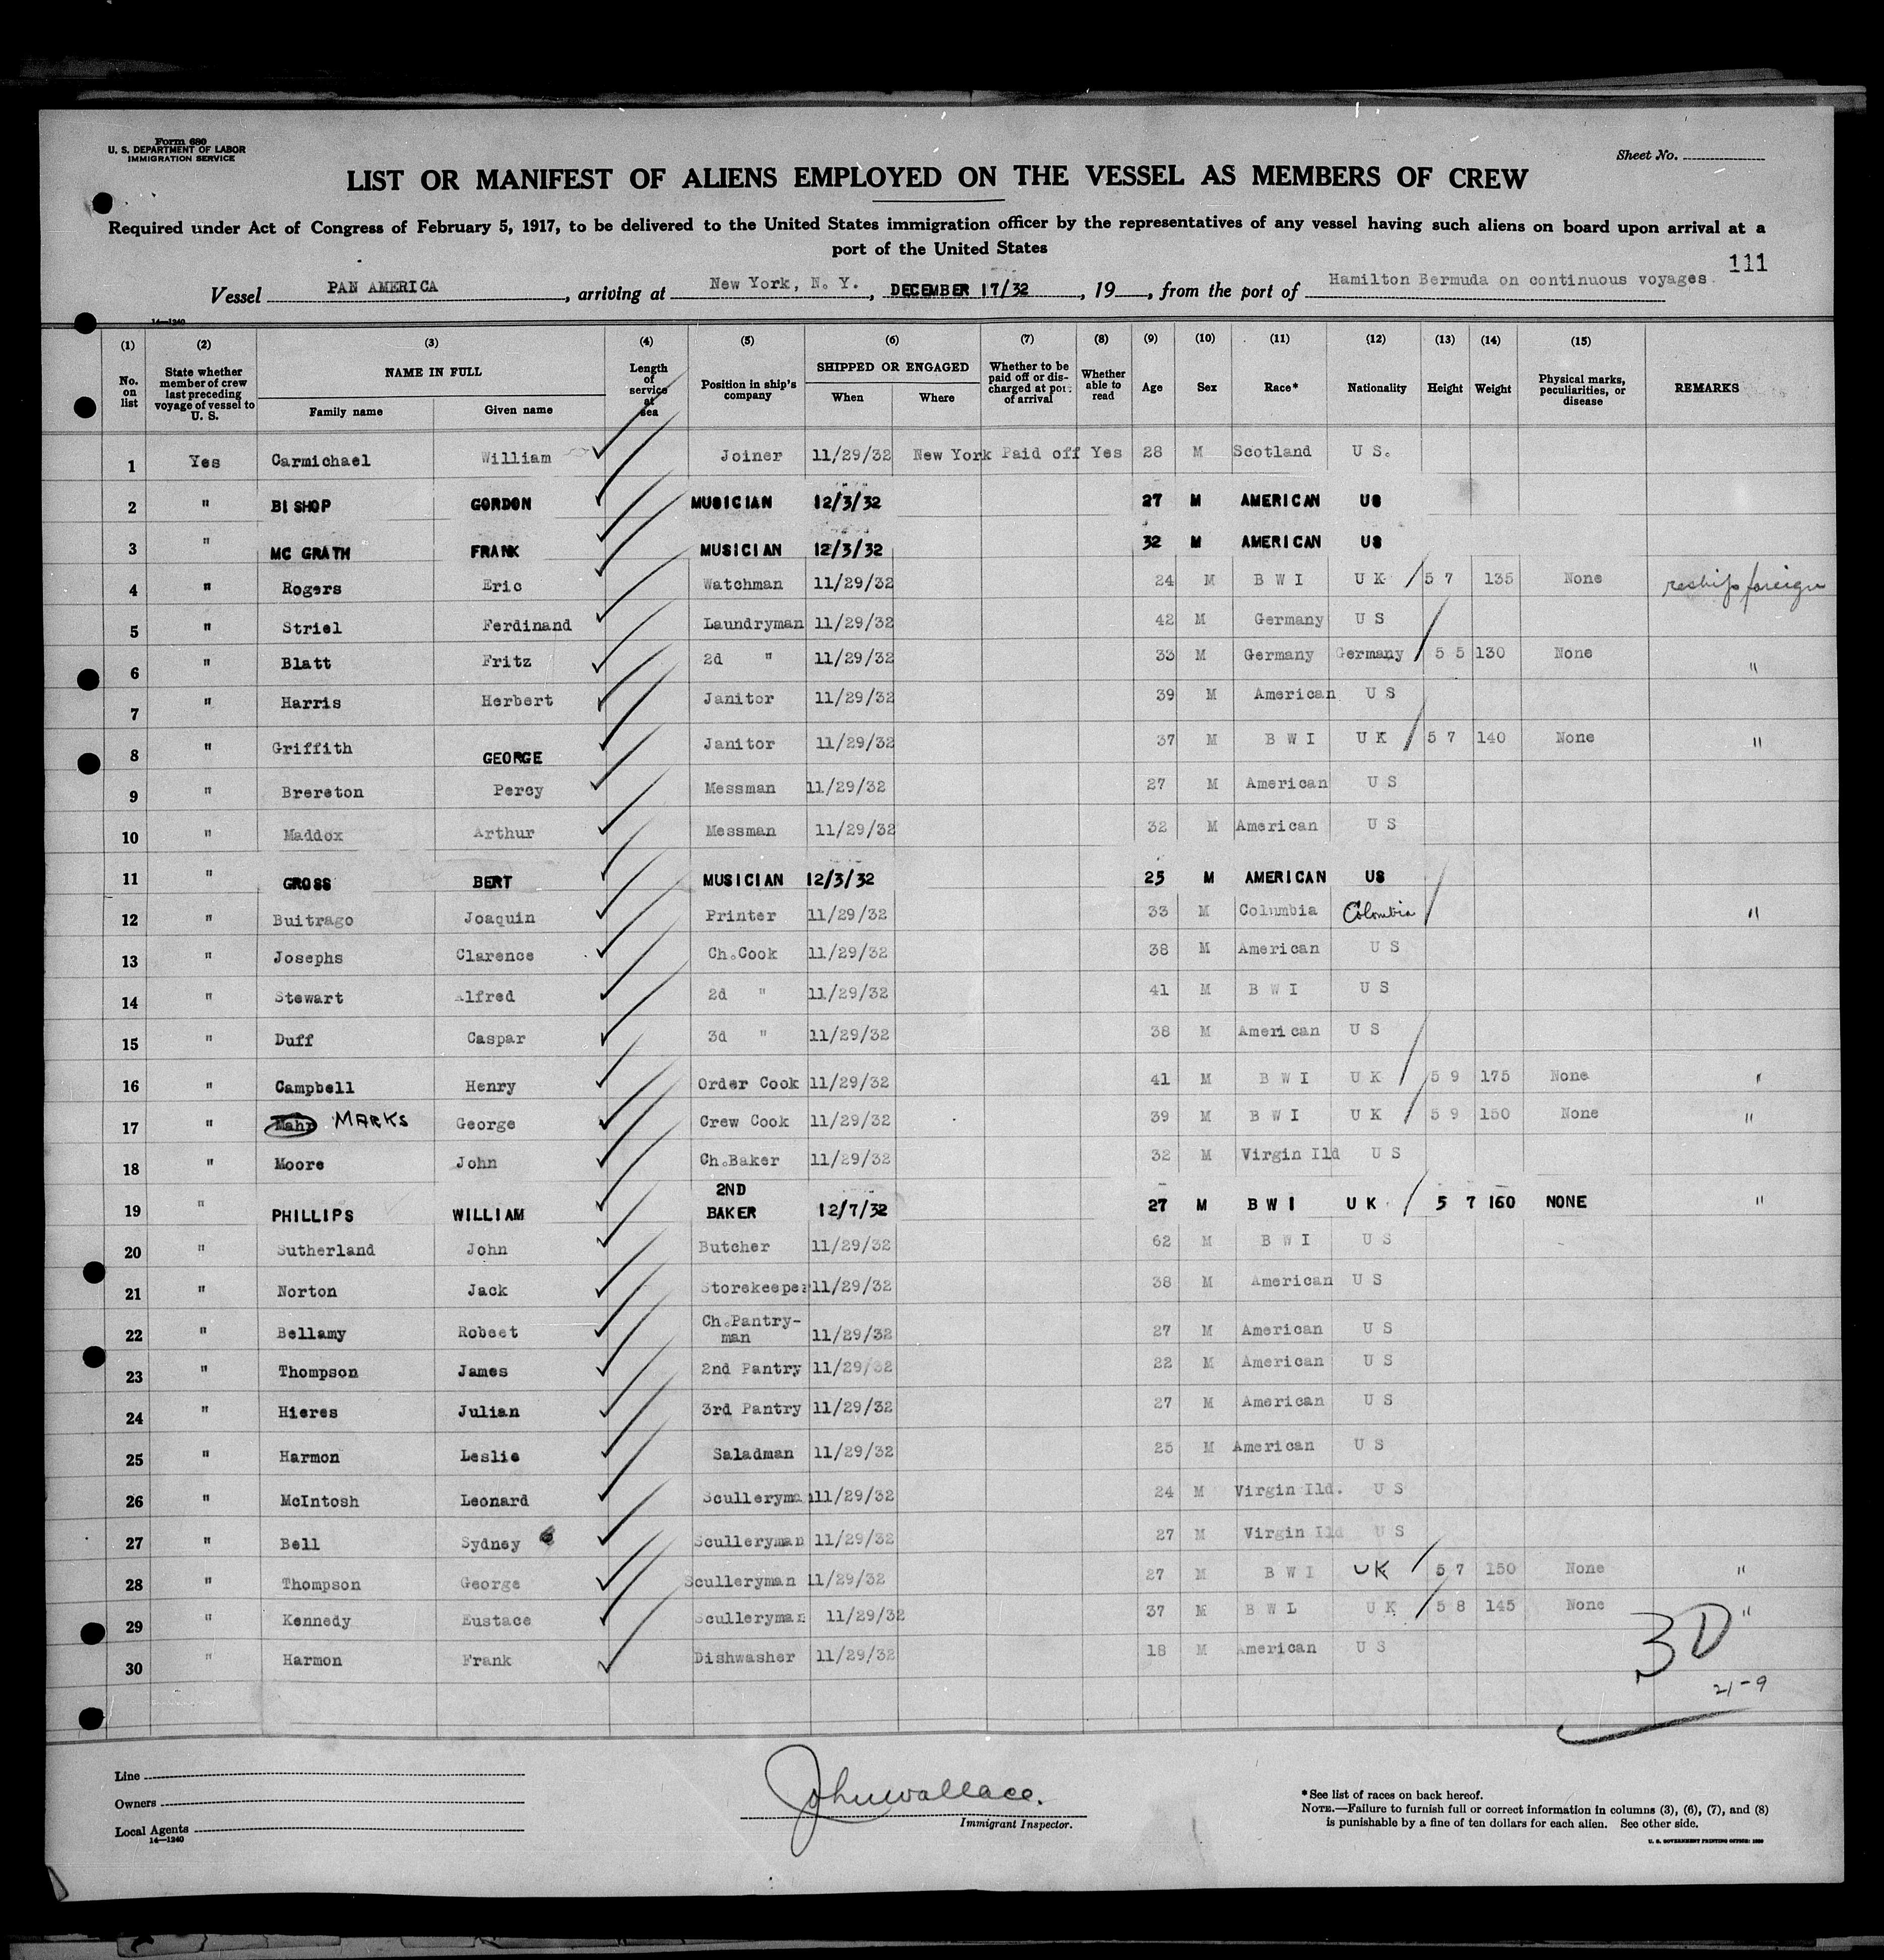 Form 680
U. S. DEPARTMENT OF LABOR
IMMIGRATION SERVICE
Sheet No.
LIST OR MANIFEST OF ALIENS EMPLOYED ON THE VESSEL AS MEMBERS OF CREW
Required under Act of Congress of February 5, 1917, to be delivered to the United States immigration officer by the representatives of any vessel having such aliens on board upon arrival at a
port of the United States
111
Vessel PAN AMERICA, arriving at New York, N. Y., DECEMBER 17/32, 19, from the port of Hamilton Bermuda on continuous voyages
14—1240
(1) (2) (3) (4) (5) (6) (7) (8) (9) (10) (11) (12) (13) (14) (15)
No. on list State whether member of crew last preceding voyage of vessel to U. S. NAME IN FULL Family name Given name Length of service at sea Position in ship's company SHIPPED OR ENGAGED When Where Whether to be paid off or discharged at port of arrival Whether able to read Age Sex Race* Nationality Height Weight Physical marks, peculiarities, or disease REMARKS
1 Yes Carmichael William Joiner 11/29/32 New York Paid off Yes 28 M Scotland U S.
2 " BISHOP GORDON MUSICIAN 12/3/32 27 M AMERICAN US
3 " MC GRATH FRANK MUSICIAN 12/3/32 32 M AMERICAN US
4 " Rogers Eric Watchman 11/29/32 24 M B W I U K 5 7 135 None reship foreign
5 " Striel Ferdinand Laundryman 11/29/32 42 M Germany U S
6 " Blatt Fritz 2d " 11/29/32 33 M Germany Germany 5 5 130 None "
7 " Harris Herbert Janitor 11/29/32 39 M American U S
8 " Griffith GEORGE Janitor 11/29/32 37 M B W I U K 5 7 140 None "
9 " Brereton Percy Messman 11/29/32 27 M American U S
10 " Maddox Arthur Messman 11/29/32 32 M American U S
11 " GROSS BERT MUSICIAN 12/3/32 25 M AMERICAN US
12 " Buitrago Joaquin Printer 11/29/32 33 M Columbia Colombia "
13 " Josephs Clarence Ch.Cook 11/29/32 38 M American U S
14 " Stewart Alfred 2d " 11/29/32 41 M B W I U S
15 " Duff Caspar 3d " 11/29/32 38 M American U S
16 " Campbell Henry Order Cook 11/29/32 41 M B W I U K 5 9 175 None "
17 " Mahr MARKS George Crew Cook 11/29/32 39 M B W I U K 5 9 150 None "
18 " Moore John Ch.Baker 11/29/32 32 M Virgin Ild U S
19 " PHILLIPS WILLIAM 2ND BAKER 12/7/32 27 M B W I U K 5 7 160 NONE "
20 " Sutherland John Butcher 11/29/32 62 M B W I U S
21 " Norton Jack Storekeeper 11/29/32 38 M American U S
22 " Bellamy Robeet Ch.Pantry-man 11/29/32 27 M American U S
23 " Thompson James 2nd Pantry 11/29/32 22 M American U S
24 " Hieres Julian 3rd Pantry 11/29/32 27 M American U S
25 " Harmon Leslie Saladman 11/29/32 25 M American U S
26 " McIntosh Leonard Sculleryman 11/29/32 24 M Virgin Ild. U S
27 " Bell Sydney Sculleryman 11/29/32 27 M Virgin Ild U S
28 " Thompson George Sculleryman 11/29/32 27 M B W I UK 5 7 150 None "
29 " Kennedy Eustace Sculleryman 11/29/32 37 M B W L U K 5 8 145 None "
30 " Harmon Frank Dishwasher 11/29/32 18 M American U S
3D
21-9
Line
Owners
Local Agents
14—1240
John Wallace.
Immigrant Inspector.
*See list of races on back hereof.
NOTE.—Failure to furnish full or correct information in columns (3), (6), (7), and (8)
is punishable by a fine of ten dollars for each alien. See other side.
U. S. GOVERNMENT PRINTING OFFICE: